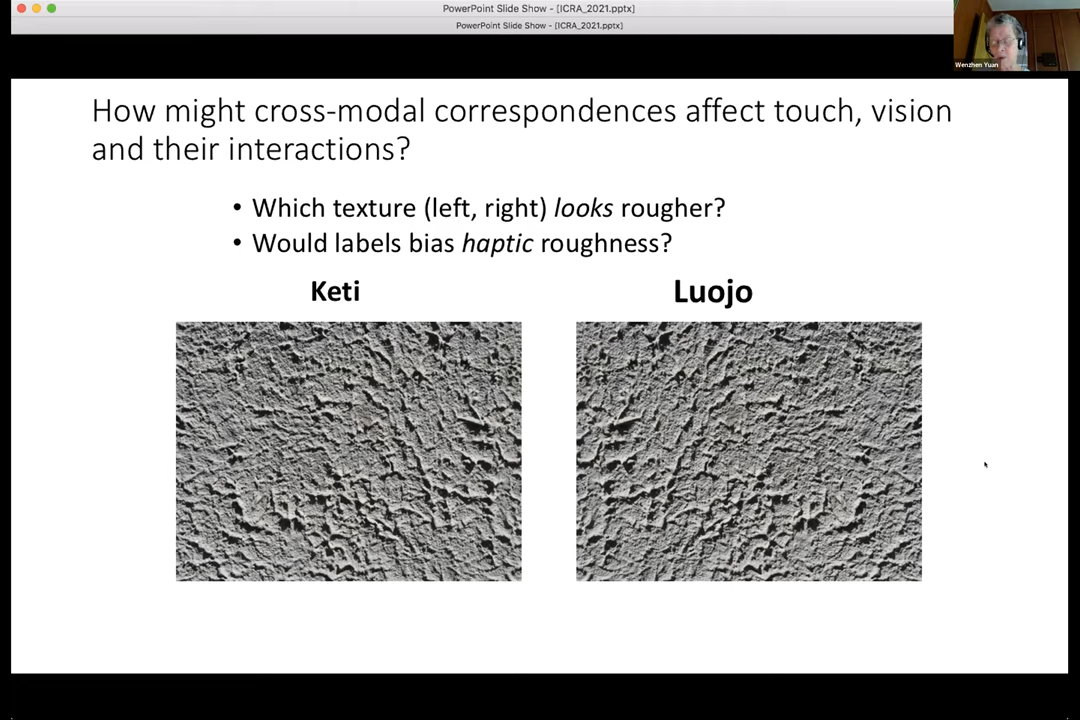 PowerPoint Slide Show - [ICRA_2021.pptx]
PowerPoint Slide Show - [ICRA_2021.pptx]
Wenzhen Yuan
How might cross-modal correspondences affect touch, vision
and their interactions?
• Which texture (left, right) looks rougher?
• Would labels bias haptic roughness?
Keti
Luojo